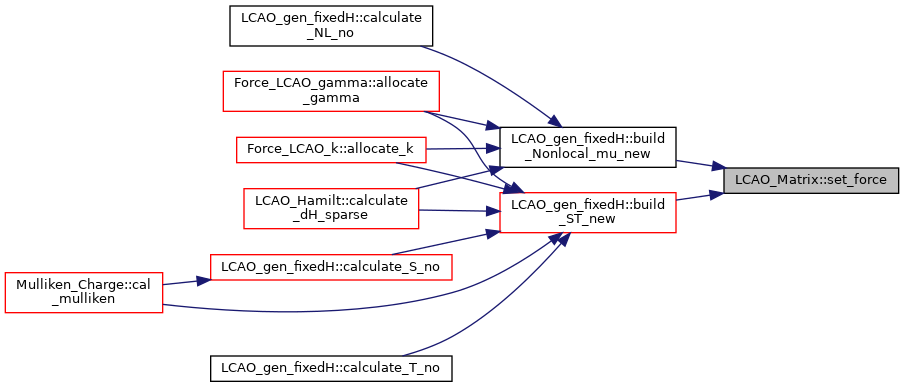 LCAO_gen_fixedH::calculate
_NL_no
Force_LCAO_gamma::allocate
_gamma
LCAO_gen_fixedH::build
_Nonlocal_mu_new
Force_LCAO_k::allocate_k
LCAO_Matrix::set_force
LCAO_Hamilt::calculate
_dH_sparse
LCAO_gen_fixedH::build
_ST_new
LCAO_gen_fixedH::calculate_S_no
Mulliken_Charge::cal
_mulliken
LCAO_gen_fixedH::calculate_T_no